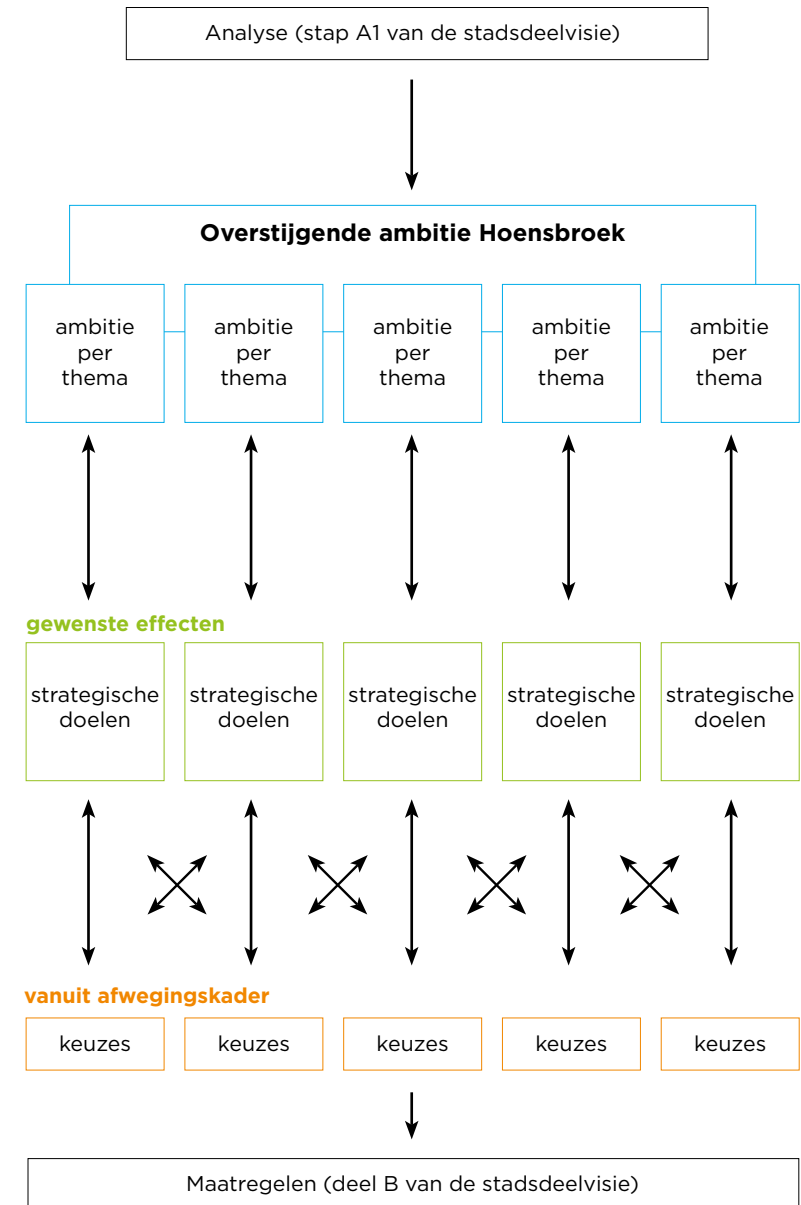 Analyse (stap A1 van de stadsdeelvisie)
Overstijgende ambitie Hoensbroek
ambitie
per
thema
ambitie
per
thema
ambitie
per
thema
ambitie
per
thema
ambitie
per
thema
gewenste effecten
strategische
doelen
strategische
doelen
strategische
doelen
strategische
doelen
strategische
doelen
vanuit afwegingskader
keuzes
keuzes
keuzes
keuzes
keuzes
Maatregelen (deel B van de stadsdeelvisie)